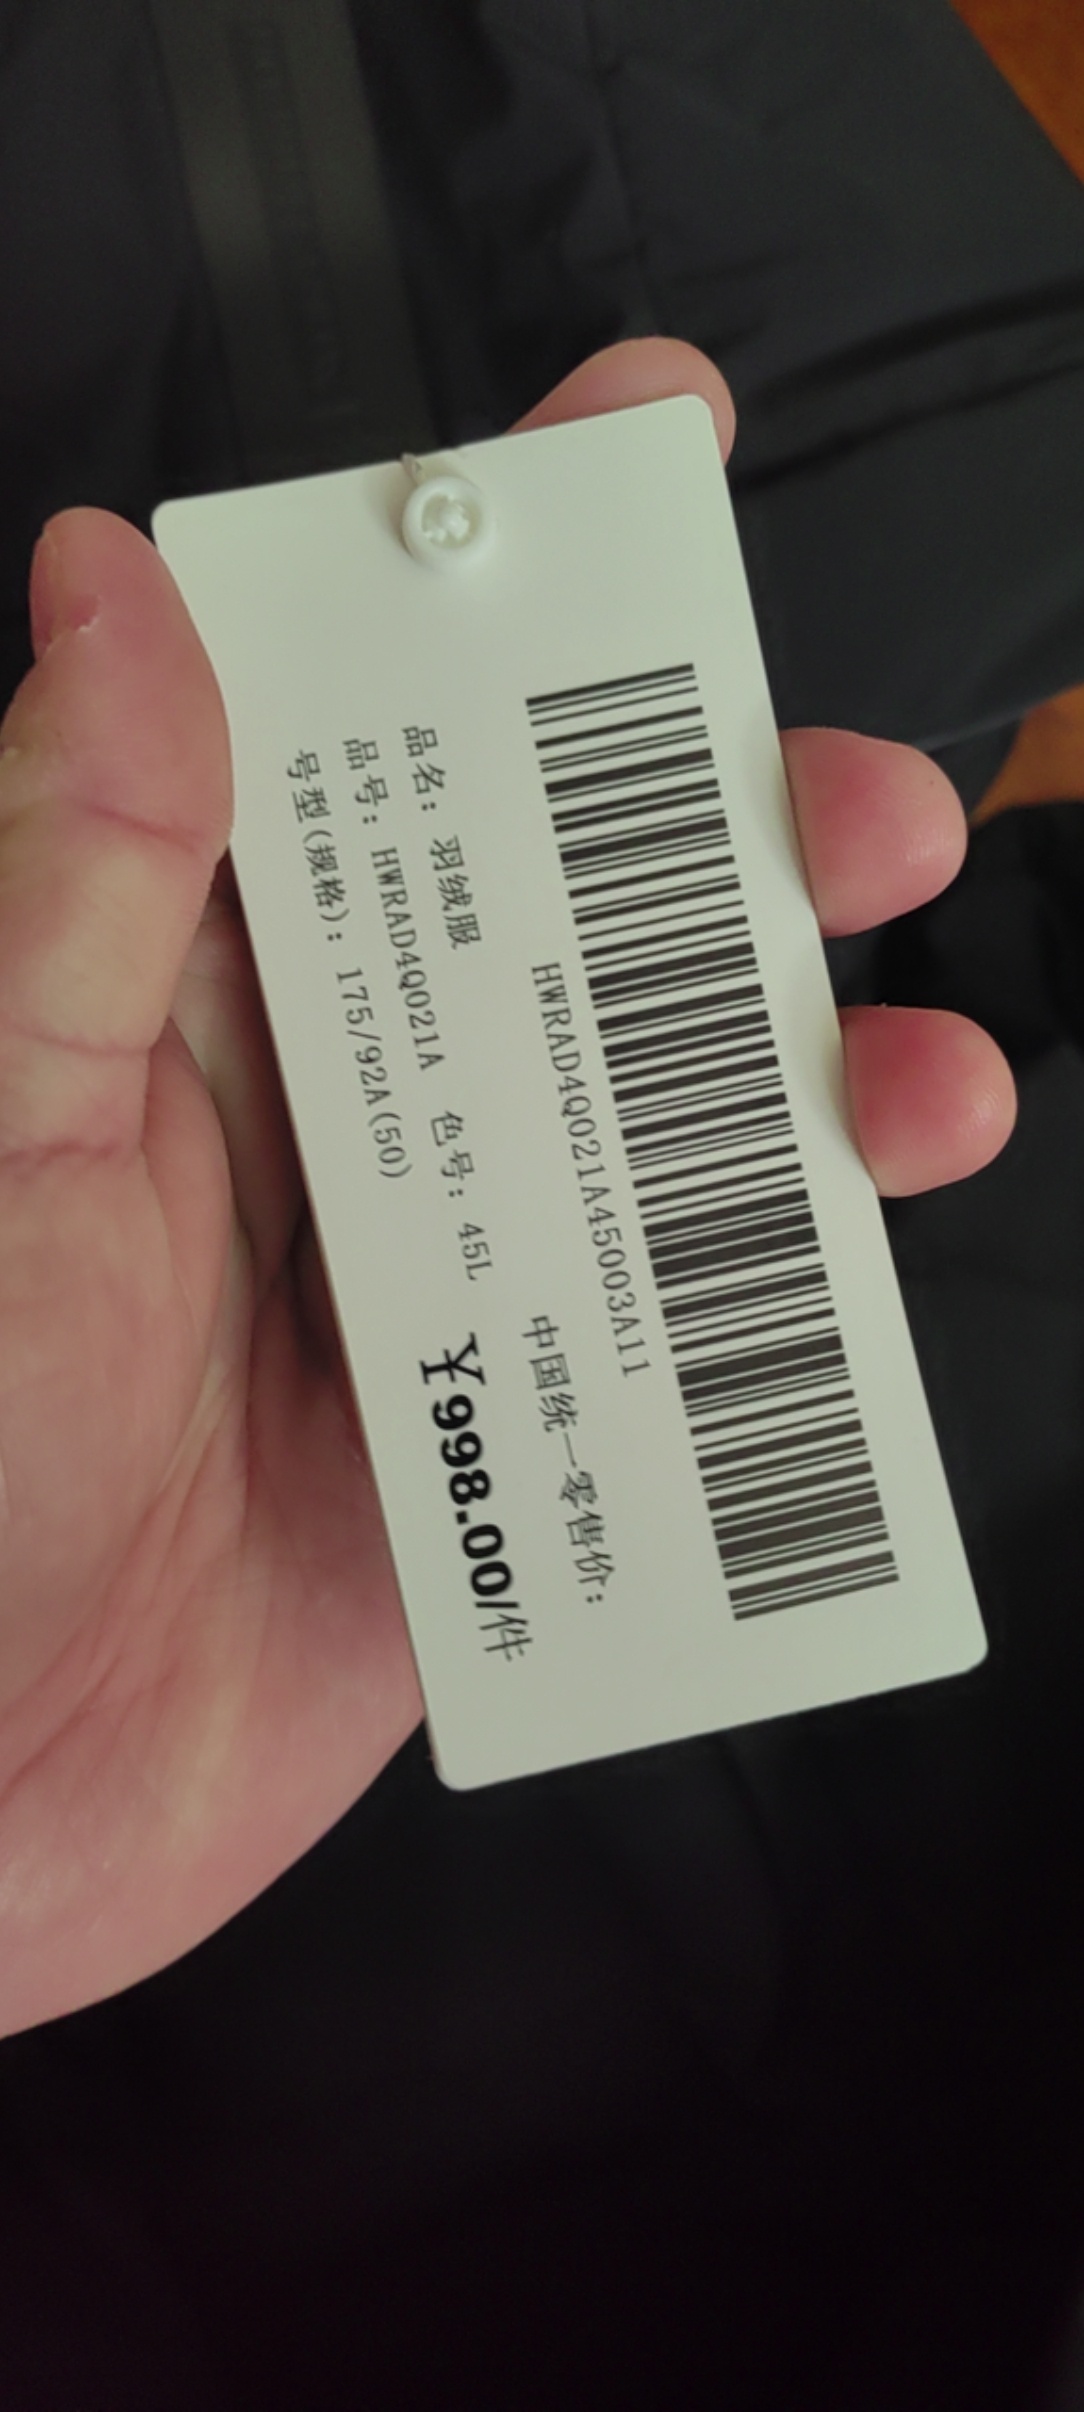 HWRAD4Q021A45003A11
品名：羽绒服
品号：HWRAD4Q021A 色号：45L
号型(规格)：175/92A(50)
中国统一零售价：
¥998.00/件